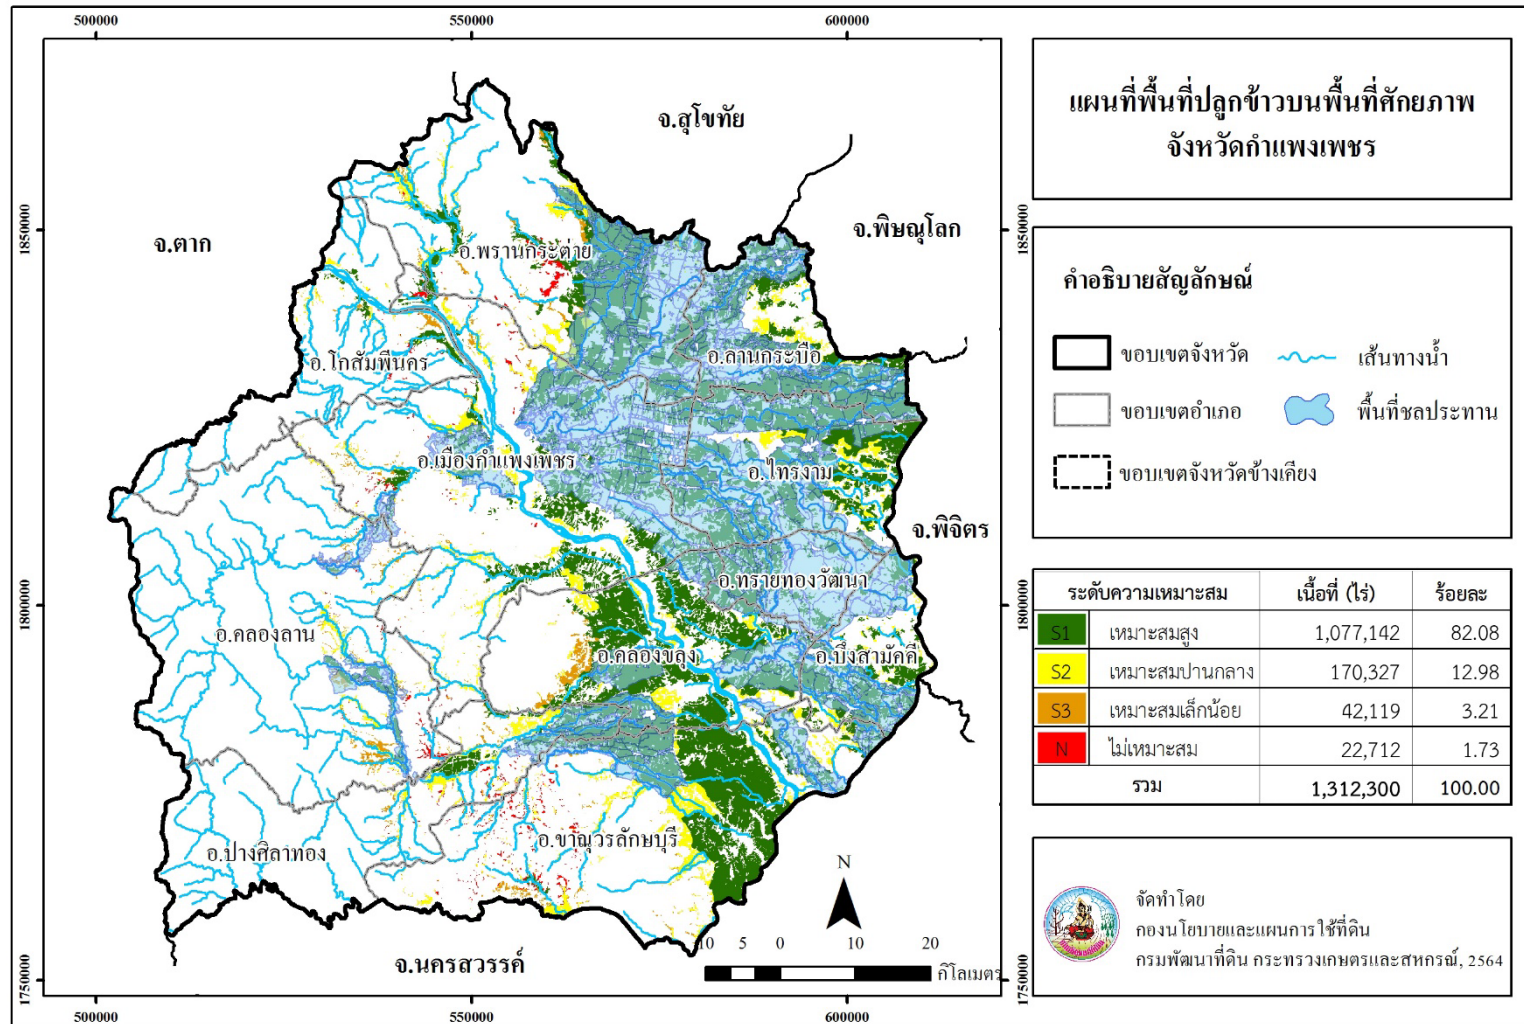 500000
550000
600000
แผนที่พื้นที่ปลูกข้าวบนพื้นที่ศักยภาพ
จังหวัดกำแพงเพชร
จ.สุโขทัย
จ.พิษณุโลก
จ.ตาก
1850000
1850000
อ.พรานกระต่าย
คำอธิบายสัญลักษณ์
ขอบเขตจังหวัด
เส้นทางน้ำ
ขอบเขตอำเภอ
พื้นที่ชลประทาน
ขอบเขตจังหวัดข้างเคียง
อ.ลานกระบือ
อ.โกสัมพีนคร
อ.เมืองกำแพงเพชร
อ.ไทรงาม
จ.พิจิตร
อ.ทรายทองวัฒนา
1800000
1800000
อ.คลองลาน
อ.คลองขลุง
อ.บึงสามัคคี
ระดับความเหมาะสม เนื้อที่ (ไร่) ร้อยละ
S1 เหมาะสมสูง 1,077,142 82.08
S2 เหมาะสมปานกลาง 170,327 12.98
S3 เหมาะสมเล็กน้อย 42,119 3.21
N ไม่เหมาะสม 22,712 1.73
รวม 1,312,300 100.00
อ.ขาณุวรลักษบุรี
อ.ปางศิลาทอง
N
10 5 0 10 20
กิโลเมตร
จ.นครสวรรค์
1750000
1750000
จัดทำโดย
กองนโยบายและแผนการใช้ที่ดิน
กรมพัฒนาที่ดิน กระทรวงเกษตรและสหกรณ์, 2564
500000
550000
600000